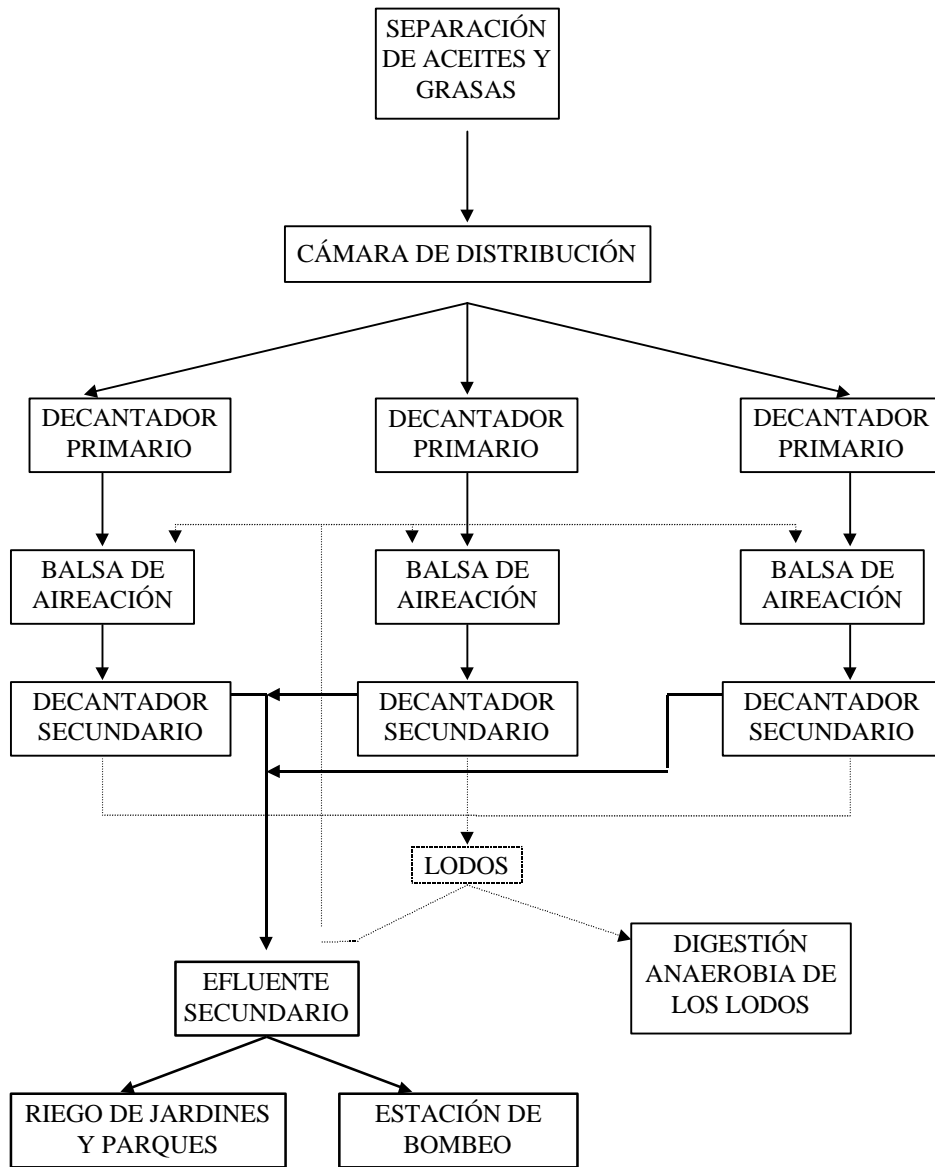 SEPARACIÓN
DE ACEITES Y
GRASAS
CÁMARA DE DISTRIBUCIÓN
DECANTADOR
PRIMARIO
DECANTADOR
PRIMARIO
DECANTADOR
PRIMARIO
BALSA DE
AIREACIÓN
BALSA DE
AIREACIÓN
BALSA DE
AIREACIÓN
DECANTADOR
SECUNDARIO
DECANTADOR
SECUNDARIO
DECANTADOR
SECUNDARIO
LODOS
DIGESTIÓN
ANAEROBIA DE
LOS LODOS
EFLUENTE
SECUNDARIO
RIEGO DE JARDINES
Y PARQUES
ESTACIÓN DE
BOMBEO